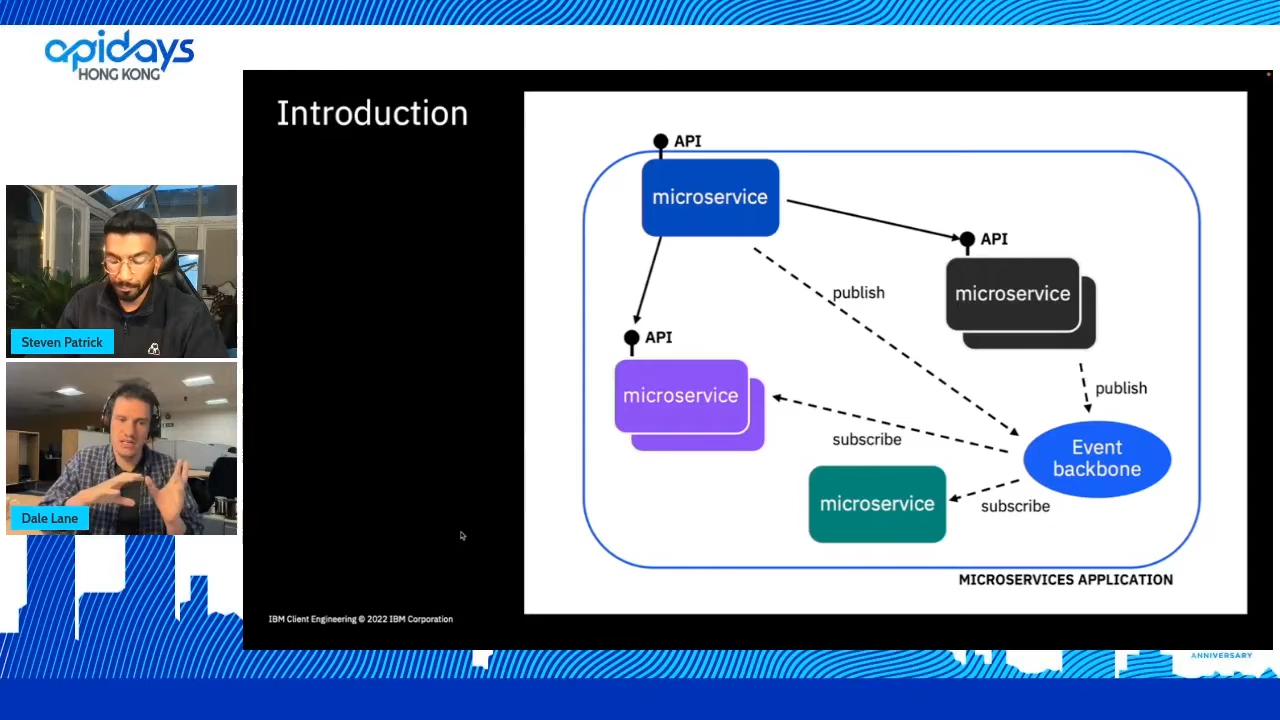 apidays
HONG KONG
Introduction
API
microservice
API
microservice
publish
API
microservice
publish
subscribe
Event
backbone
microservice
subscribe
MICROSERVICES APPLICATION
Steven Patrick
Dale Lane
IBM Client Engineering © 2022 IBM Corporation
ANNIVERSARY